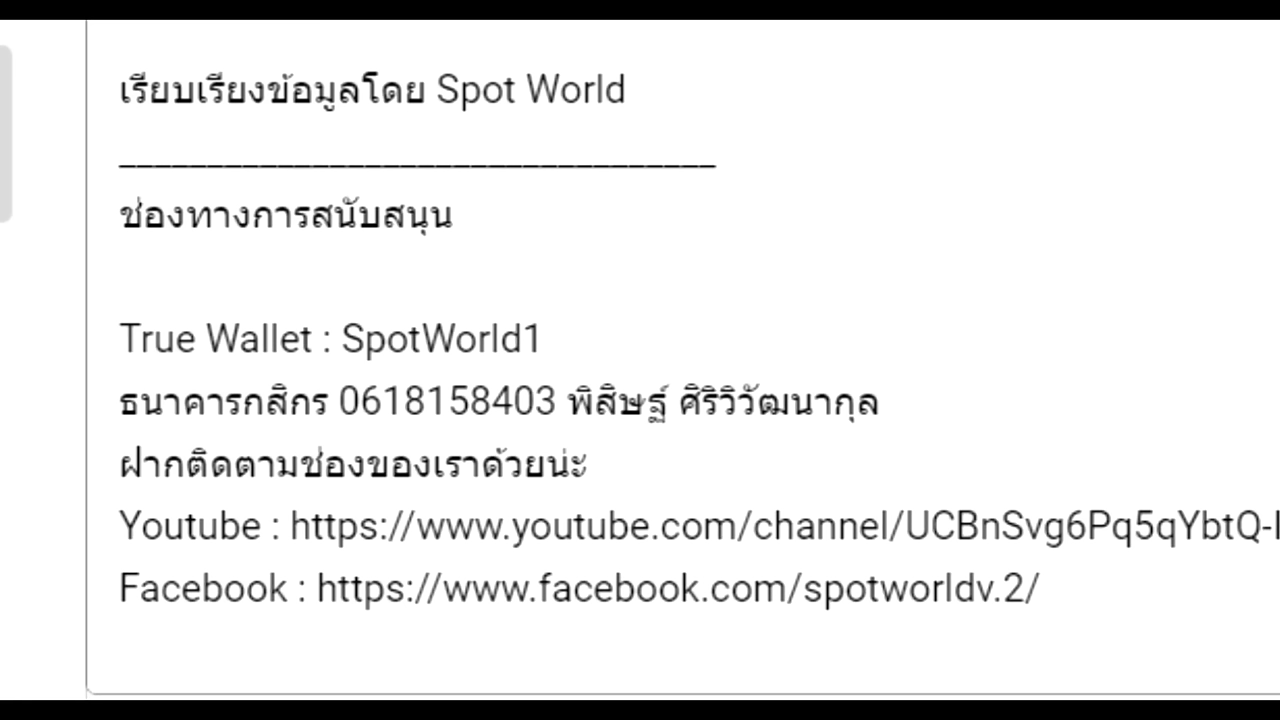 เรียบเรียงข้อมูลโดย Spot World
__________________________________
ช่องทางการสนับสนุน
True Wallet : SpotWorld1
ธนาคารกสิกร 0618158403 พิสิษฐ์ ศิริวิวัฒนากุล
ฝากติดตามช่องของเราด้วยน่ะ
Youtube : https://www.youtube.com/channel/UCBnSvg6Pq5qYbtQ-
Facebook : https://www.facebook.com/spotworldv.2/